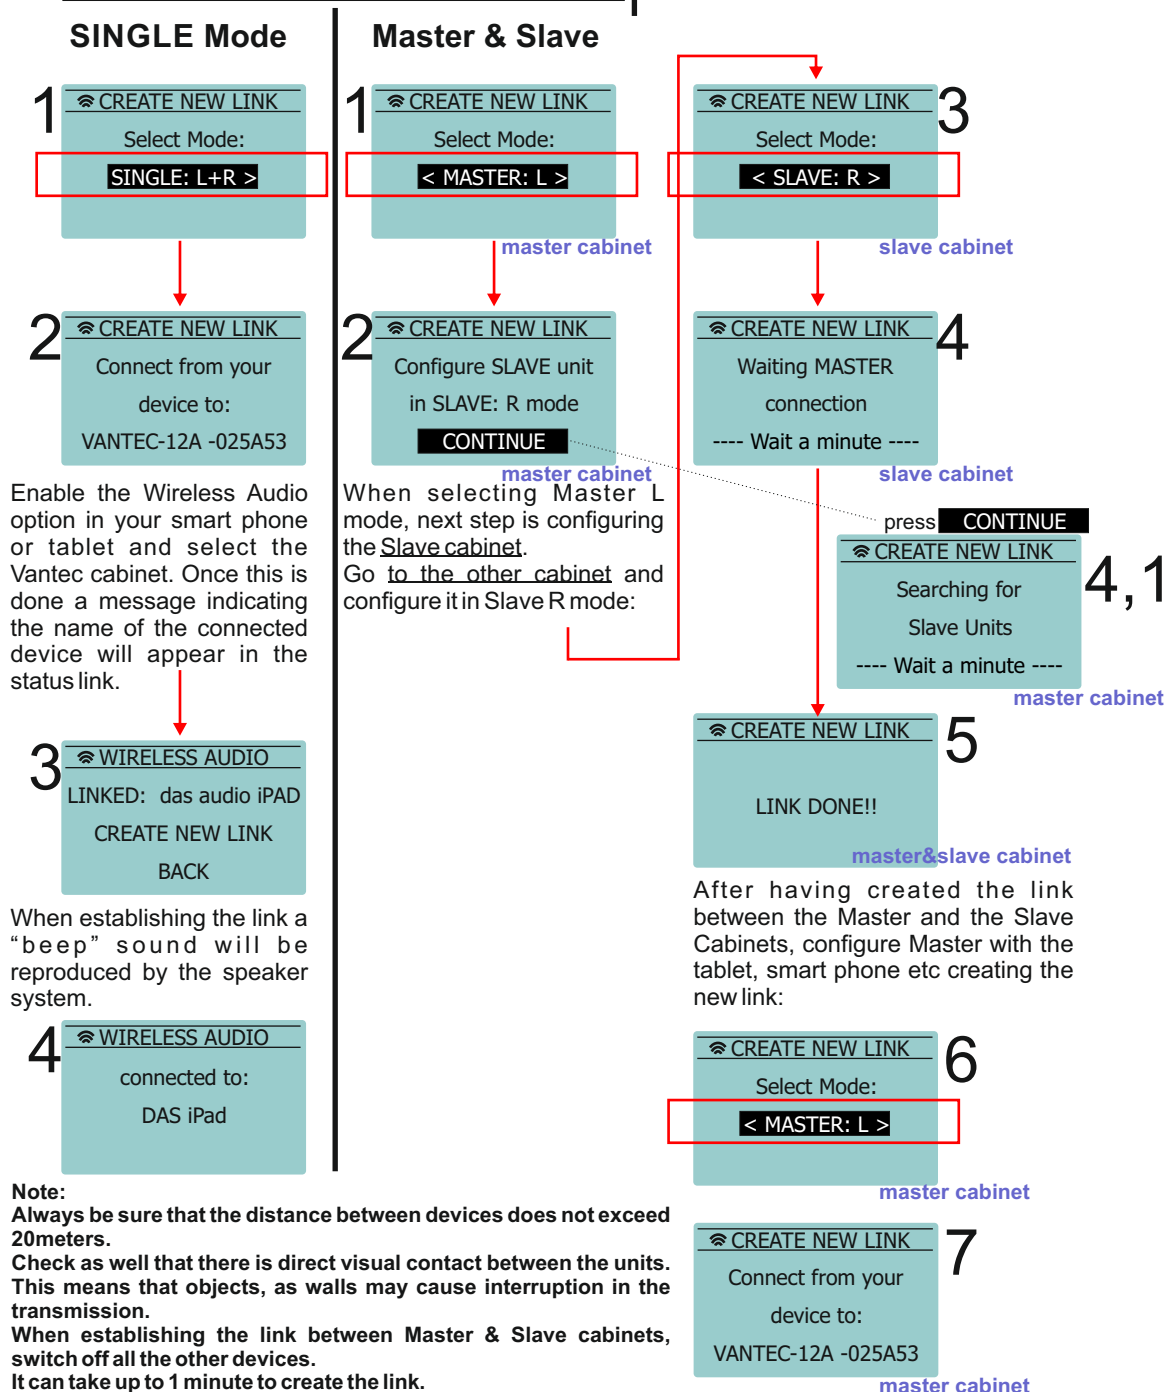 SINGLE Mode
1
CREATE NEW LINK
Select Mode:
SINGLE: L+R >
2
CREATE NEW LINK
Connect from your
device to:
VANTEC-12A -025A53
Enable the Wireless Audio
option in your smart phone
or tablet and select the
Vantec cabinet. Once this is
done a message indicating
the name of the connected
device will appear in the
status link.
3
WIRELESS AUDIO
LINKED: das audio iPAD
CREATE NEW LINK
BACK
When establishing the link a
“beep” sound will be
reproduced by the speaker
system.
4
WIRELESS AUDIO
connected to:
DAS iPad
Master & Slave
1
CREATE NEW LINK
Select Mode:
< MASTER: L >
master cabinet
2
CREATE NEW LINK
Configure SLAVE unit
in SLAVE: R mode
CONTINUE
master cabinet
When selecting Master L
mode, next step is configuring
the Slave cabinet.
Go to the other cabinet and
configure it in Slave R mode:
3
CREATE NEW LINK
Select Mode:
< SLAVE: R >
slave cabinet
4
CREATE NEW LINK
Waiting MASTER
connection
---- Wait a minute ----
slave cabinet
press CONTINUE
4,1
CREATE NEW LINK
Searching for
Slave Units
---- Wait a minute ----
master cabinet
5
CREATE NEW LINK
LINK DONE!!
master&slave cabinet
After having created the link
between the Master and the Slave
Cabinets, configure Master with the
tablet, smart phone etc creating the
new link:
6
CREATE NEW LINK
Select Mode:
< MASTER: L >
master cabinet
7
CREATE NEW LINK
Connect from your
device to:
VANTEC-12A -025A53
master cabinet
Note:
Always be sure that the distance between devices does not exceed
20meters.
Check as well that there is direct visual contact between the units.
This means that objects, as walls may cause interruption in the
transmission.
When establishing the link between Master & Slave cabinets,
switch off all the other devices.
It can take up to 1 minute to create the link.